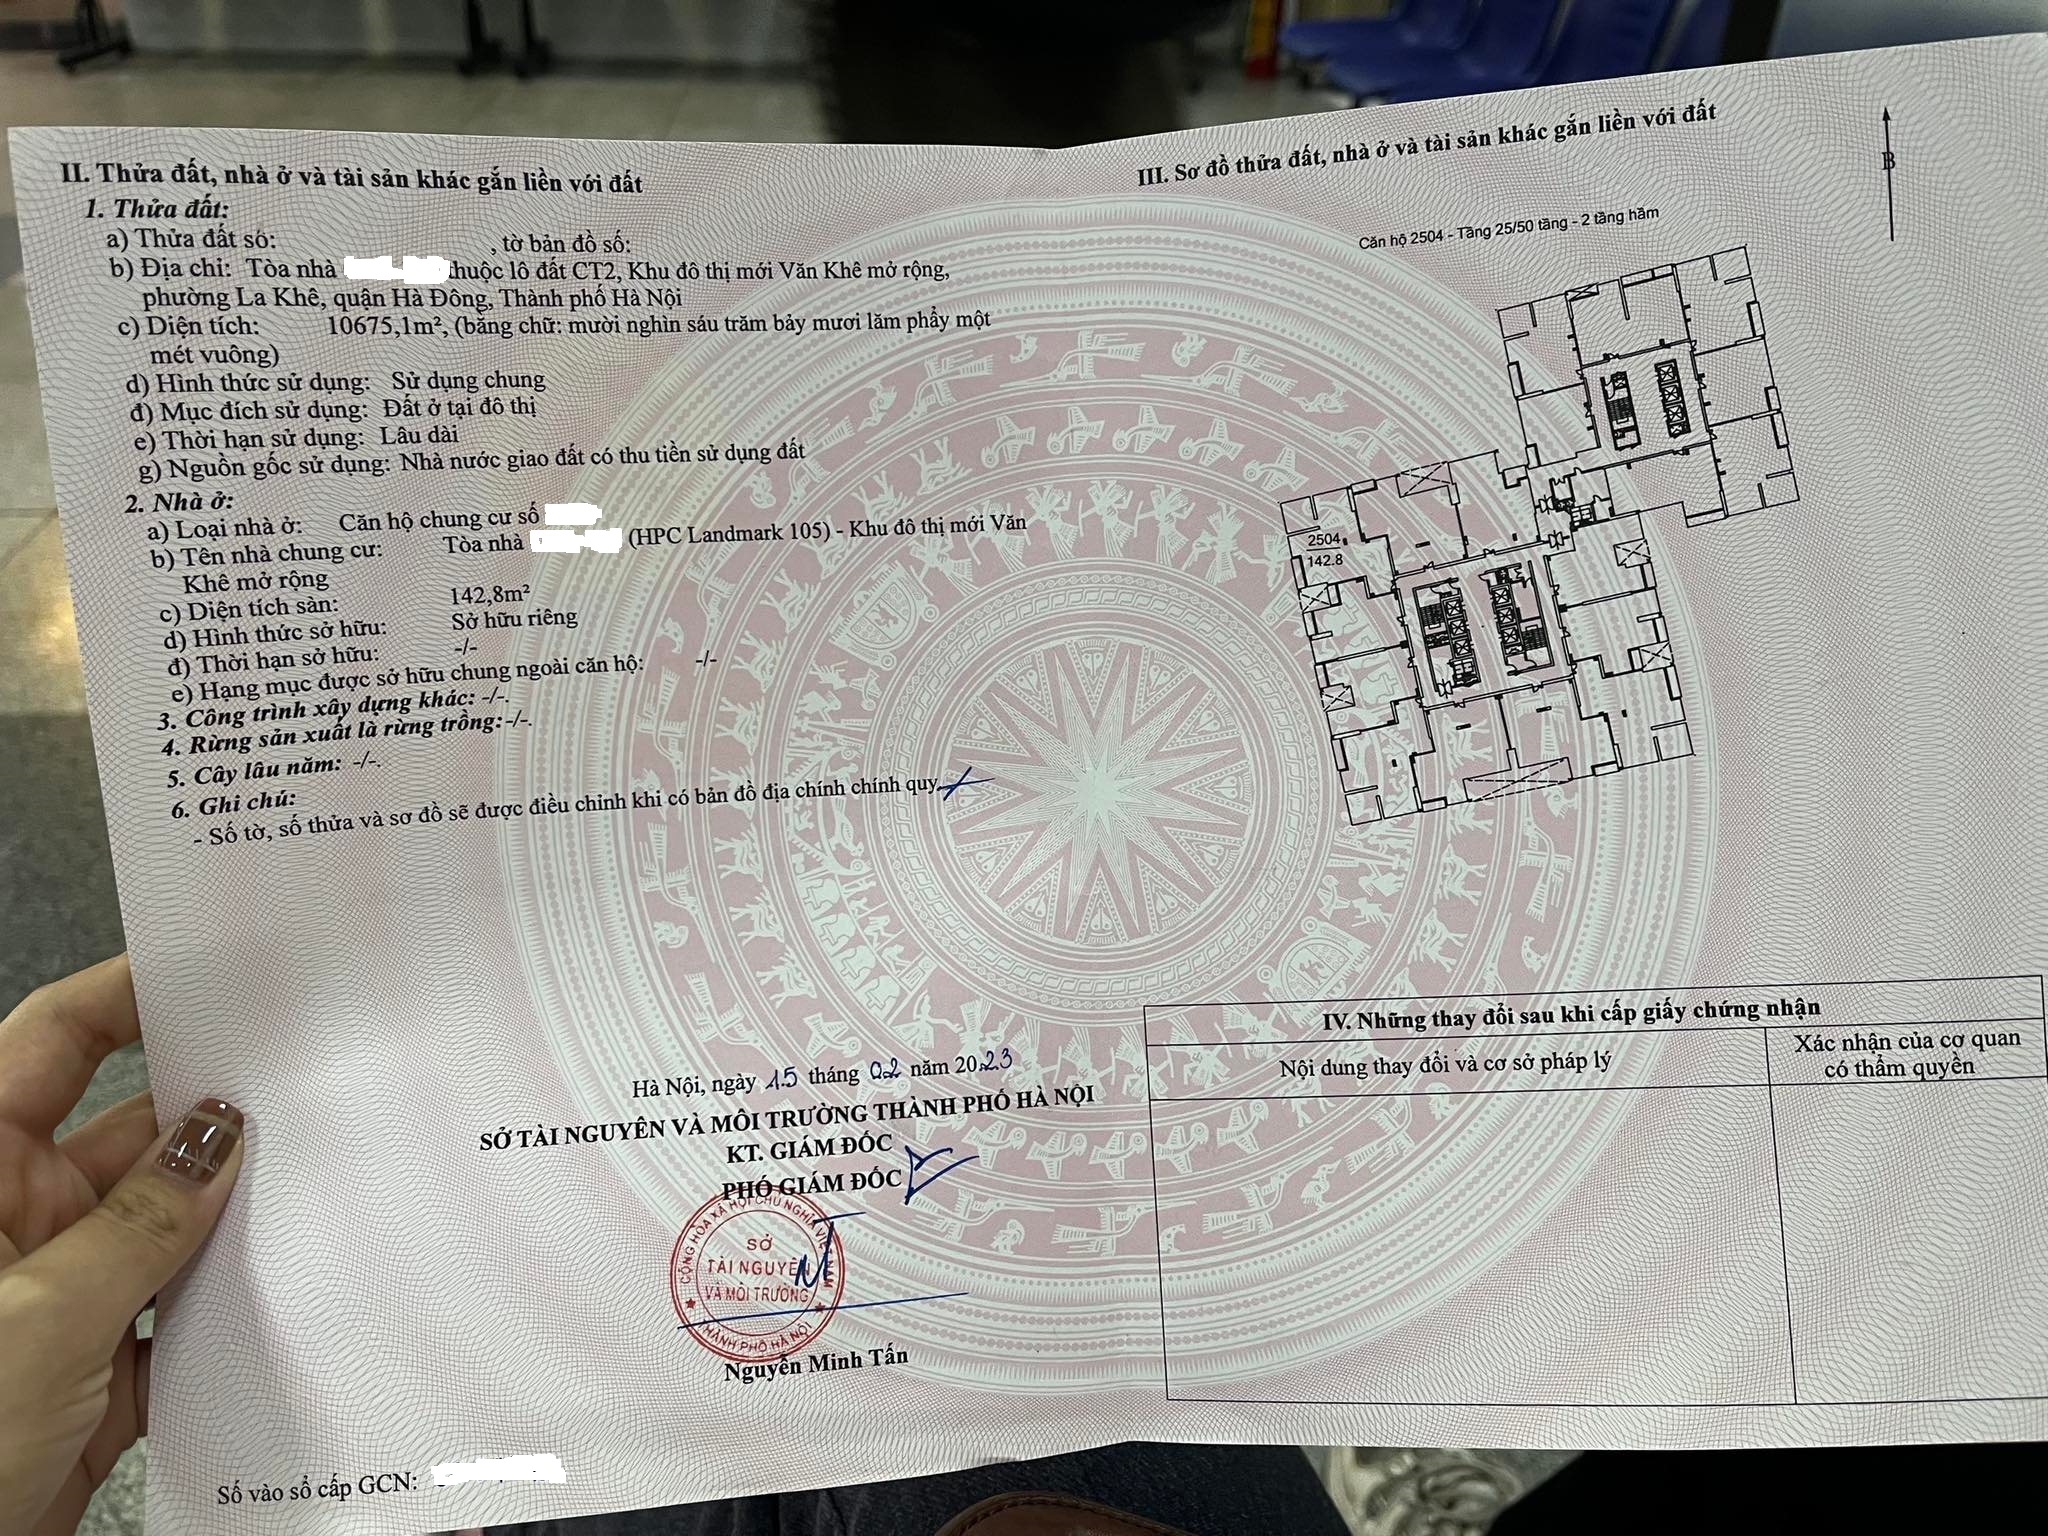 II. Thửa đất, nhà ở và tài sản khác gắn liền với đất
1. Thửa đất:
a) Thửa đất số: , tờ bản đồ số:
b) Địa chỉ: Tòa nhà thuộc lô đất CT2, Khu đô thị mới Văn Khê mở rộng,
phường La Khê, quận Hà Đông, Thành phố Hà Nội
c) Diện tích: 10675,1m², (bằng chữ: mười nghìn sáu trăm bảy mươi lăm phẩy một
mét vuông)
d) Hình thức sử dụng: Sử dụng chung
đ) Mục đích sử dụng: Đất ở tại đô thị
e) Thời hạn sử dụng: Lâu dài
g) Nguồn gốc sử dụng: Nhà nước giao đất có thu tiền sử dụng đất
2. Nhà ở:
a) Loại nhà ở: Căn hộ chung cư số
b) Tên nhà chung cư: Tòa nhà (HPC Landmark 105) - Khu đô thị mới Văn
Khê mở rộng
c) Diện tích sàn: 142,8m²
d) Hình thức sở hữu: Sở hữu riêng
đ) Thời hạn sở hữu: -/-
e) Hạng mục được sở hữu chung ngoài căn hộ: -/-
3. Công trình xây dựng khác: -/-.
4. Rừng sản xuất là rừng trồng:-/-.
5. Cây lâu năm: -/-.
6. Ghi chú:
- Số tờ, số thửa và sơ đồ sẽ được điều chỉnh khi có bản đồ địa chính chính quy.
Hà Nội, ngày 15 tháng 02 năm 2023
SỞ TÀI NGUYÊN VÀ MÔI TRƯỜNG THÀNH PHỐ HÀ NỘI
KT. GIÁM ĐỐC
PHÓ GIÁM ĐỐC
CỘNG HÒA XÃ HỘI CHỦ NGHĨA VIỆT NAM
SỞ
TÀI NGUYÊN
VÀ MÔI TRƯỜNG
THÀNH PHỐ HÀ NỘI
Nguyễn Minh Tấn
Số vào sổ cấp GCN:
III. Sơ đồ thửa đất, nhà ở và tài sản khác gắn liền với đất
B
Căn hộ 2504 - Tầng 25/50 tầng - 2 tầng hầm
2504
142.8
IV. Những thay đổi sau khi cấp giấy chứng nhận
Nội dung thay đổi và cơ sở pháp lý
Xác nhận của cơ quan
có thẩm quyền